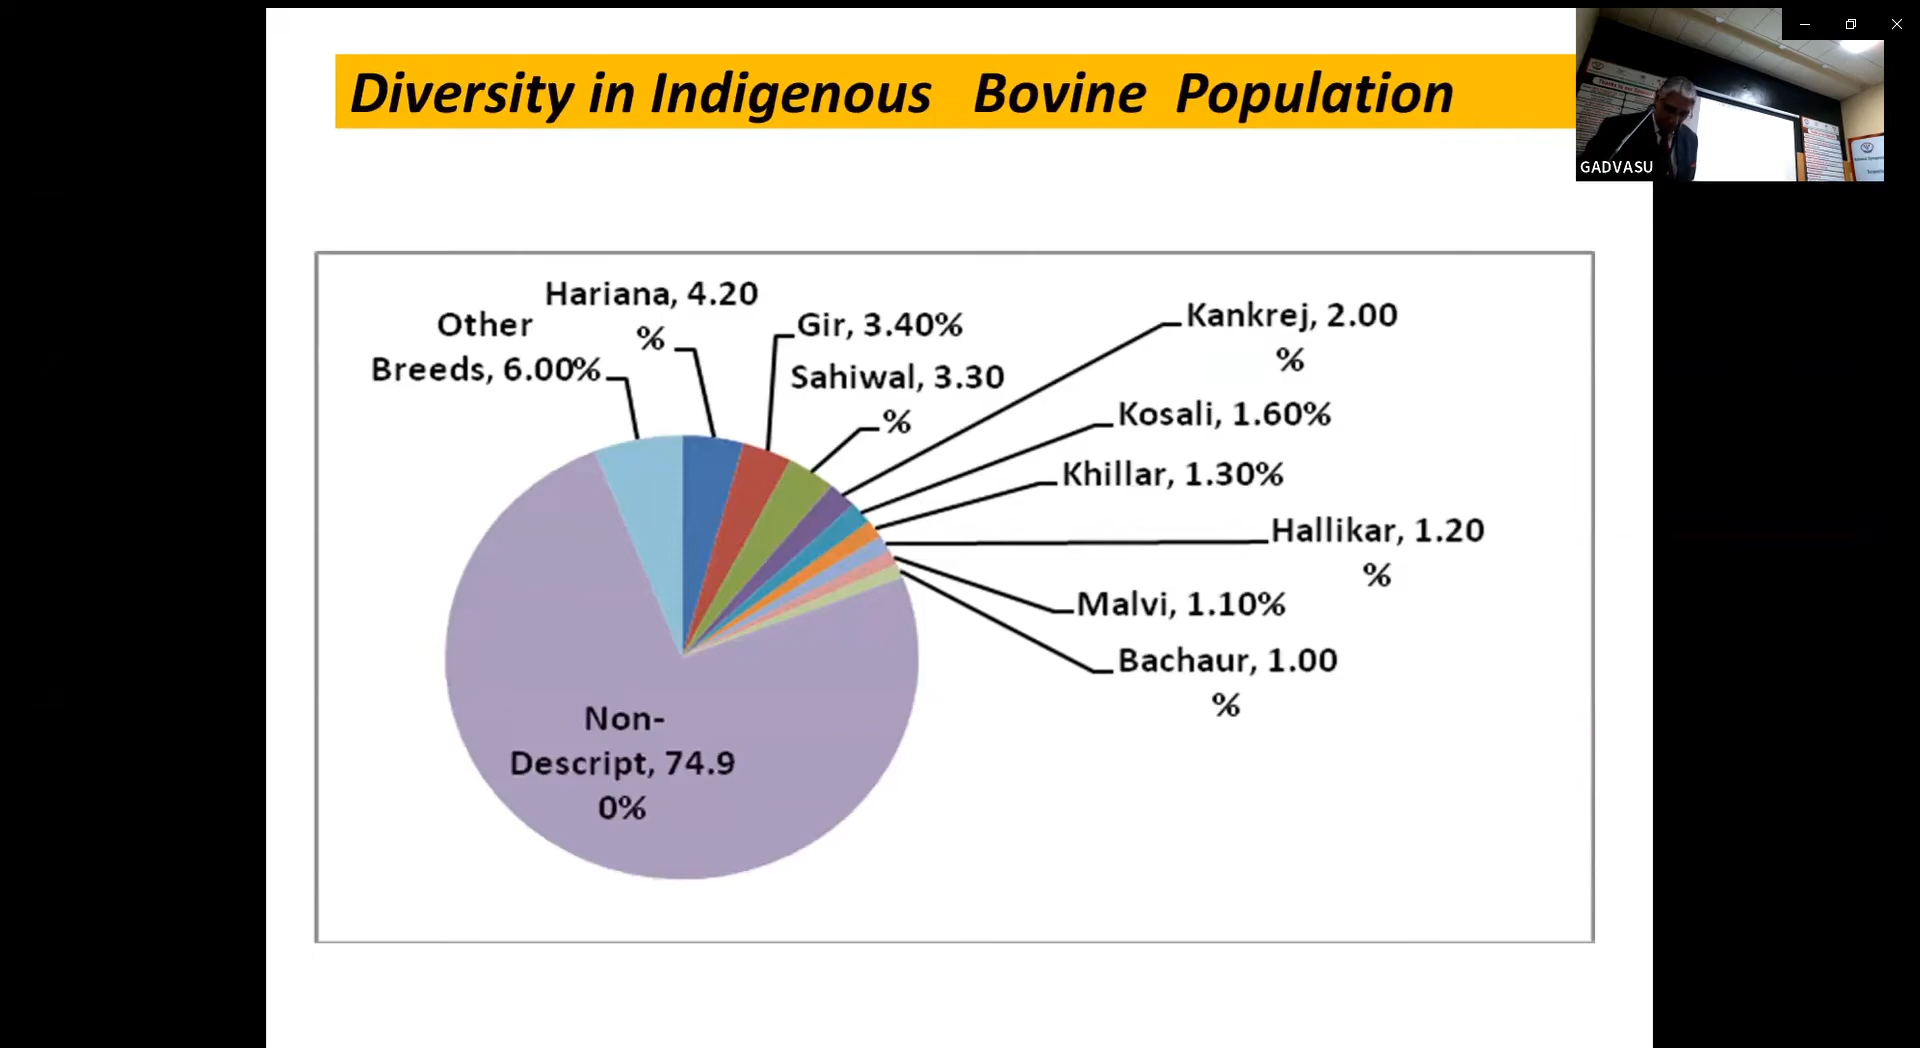 Diversity in Indigenous Bovine Population
GADVASU
Hariana, 4.20
%
Other
Breeds, 6.00%
Gir, 3.40%
Sahiwal, 3.30
%
Kankrej, 2.00
%
Kosali, 1.60%
Khillar, 1.30%
Hallikar, 1.20
%
Malvi, 1.10%
Bachaur, 1.00
%
Non-
Descript, 74.9
0%